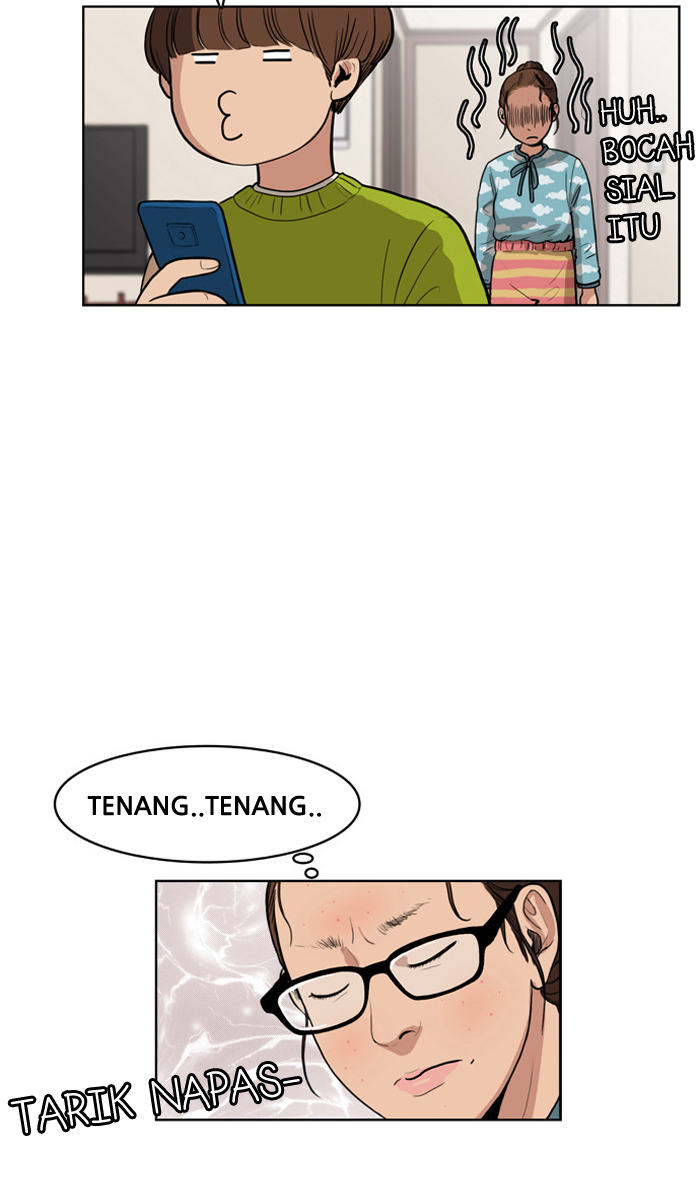 HUH..
BOCAH
SIAL
ITU
TENANG..TENANG..
TARIK NAPAS-